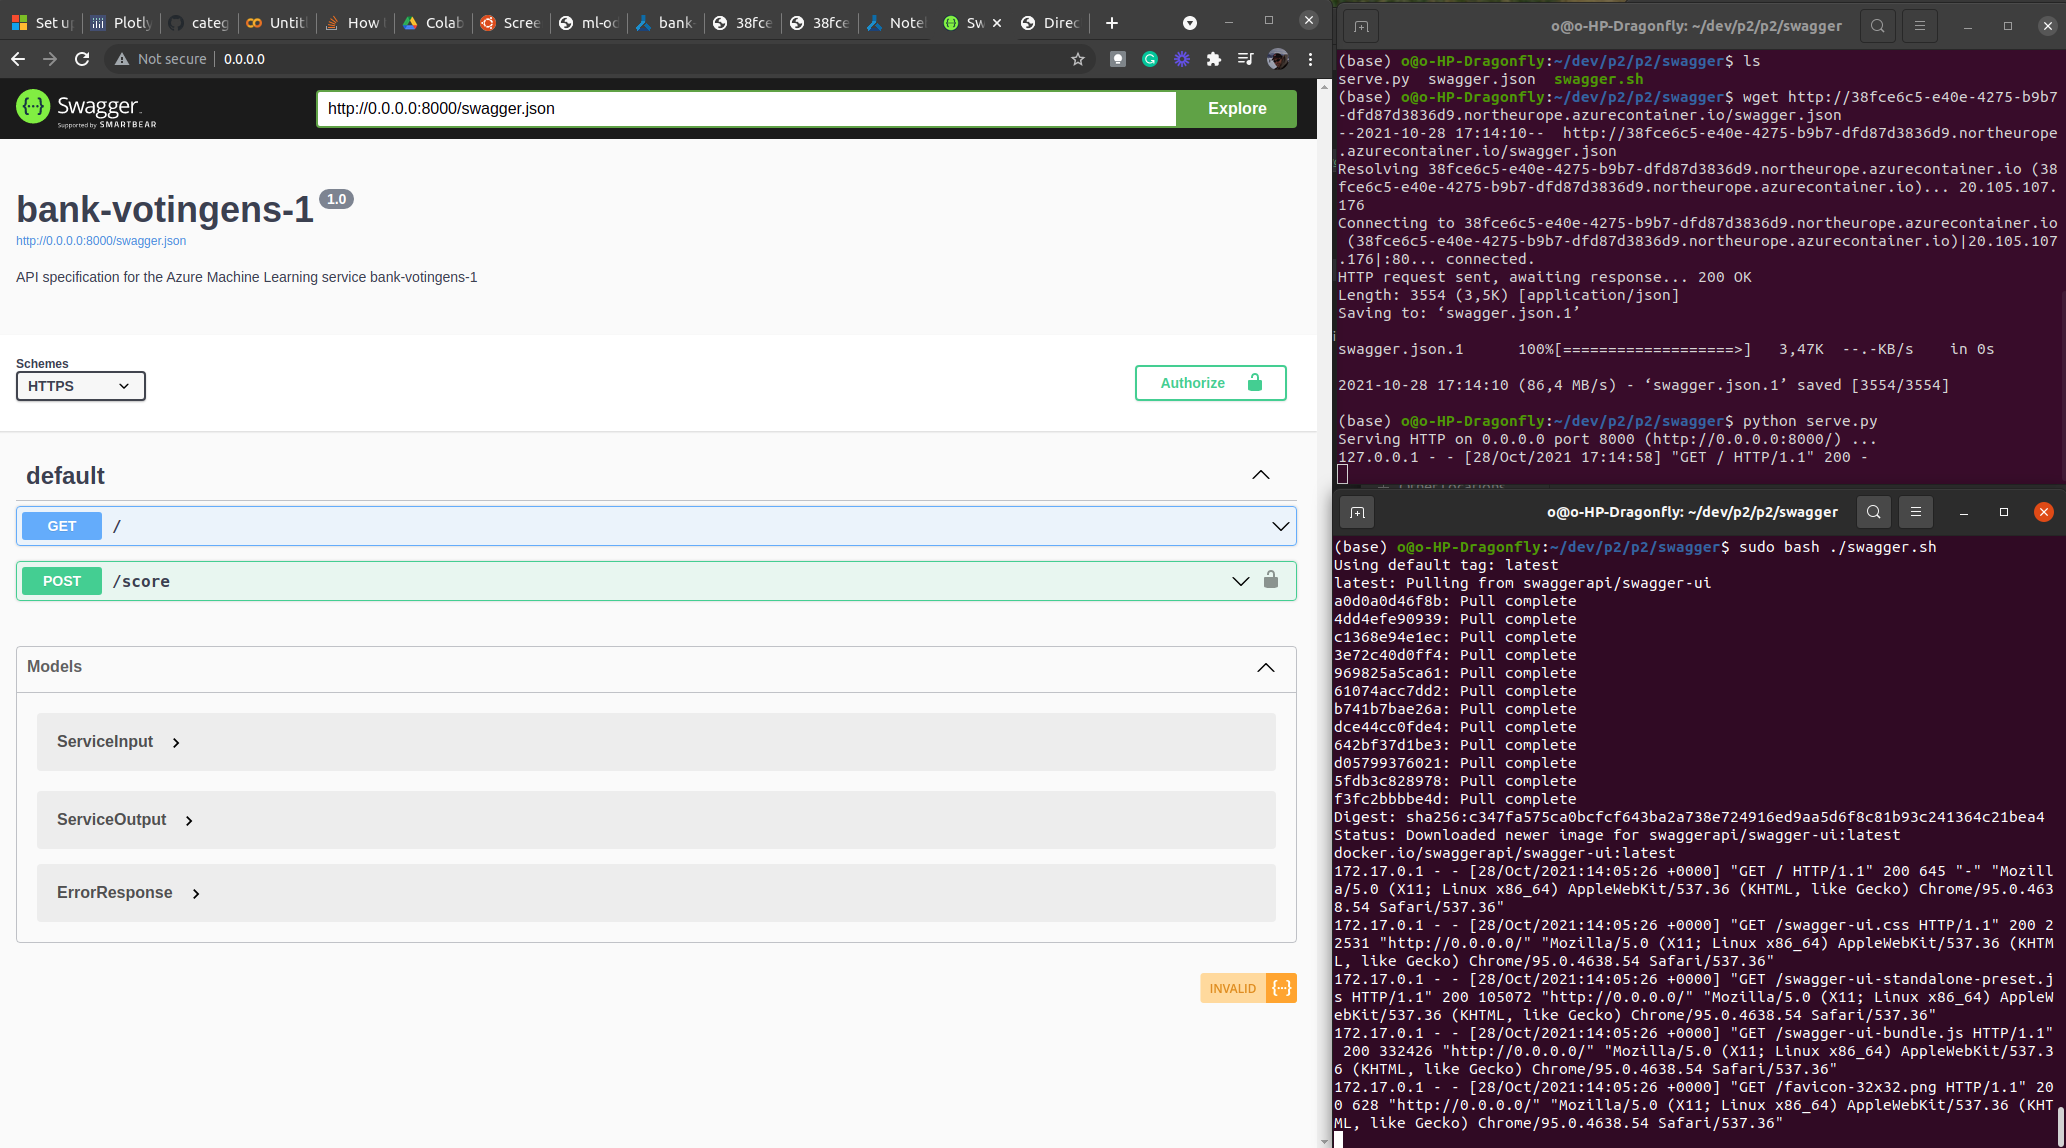 Set up
Plotly
categ
Untitl
How t
Colab
Scree
ml-od
bank-
38fce
38fce
Note
Sw
Direc
Not secure
0.0.0.0
Swagger
Supported by SMARTBEAR
http://0.0.0.0:8000/swagger.json
Explore
bank-votingens-1 1.0
http://0.0.0.0:8000/swagger.json
API specification for the Azure Machine Learning service bank-votingens-1
Schemes
HTTPS
Authorize
default
GET /
POST /score
Models
ServiceInput
ServiceOutput
ErrorResponse
INVALID {···}
o@o-HP-Dragonfly: ~/dev/p2/p2/swagger
(base) o@o-HP-Dragonfly:~/dev/p2/p2/swagger$ ls
serve.py  swagger.json  swagger.sh
(base) o@o-HP-Dragonfly:~/dev/p2/p2/swagger$ wget http://38fce6c5-e40e-4275-b9b7
-dfd87d3836d9.northeurope.azurecontainer.io/swagger.json
--2021-10-28 17:14:10--  http://38fce6c5-e40e-4275-b9b7-dfd87d3836d9.northeurope
.azurecontainer.io/swagger.json
Resolving 38fce6c5-e40e-4275-b9b7-dfd87d3836d9.northeurope.azurecontainer.io (38
fce6c5-e40e-4275-b9b7-dfd87d3836d9.northeurope.azurecontainer.io)... 20.105.107.
176
Connecting to 38fce6c5-e40e-4275-b9b7-dfd87d3836d9.northeurope.azurecontainer.io
 (38fce6c5-e40e-4275-b9b7-dfd87d3836d9.northeurope.azurecontainer.io)|20.105.107
.176|:80... connected.
HTTP request sent, awaiting response... 200 OK
Length: 3554 (3,5K) [application/json]
Saving to: ‘swagger.json.1’
swagger.json.1      100%[===================>]   3,47K  --.-KB/s    in 0s
2021-10-28 17:14:10 (86,4 MB/s) - ‘swagger.json.1’ saved [3554/3554]
(base) o@o-HP-Dragonfly:~/dev/p2/p2/swagger$ python serve.py
Serving HTTP on 0.0.0.0 port 8000 (http://0.0.0.0:8000/) ...
127.0.0.1 - - [28/Oct/2021 17:14:58] "GET / HTTP/1.1" 200 -
o@o-HP-Dragonfly: ~/dev/p2/p2/swagger
(base) o@o-HP-Dragonfly:~/dev/p2/p2/swagger$ sudo bash ./swagger.sh
Using default tag: latest
latest: Pulling from swaggerapi/swagger-ui
a0d0a0d46f8b: Pull complete
4dd4efe90939: Pull complete
c1368e94e1ec: Pull complete
3e72c40d0ff4: Pull complete
969825a5ca61: Pull complete
61074acc7dd2: Pull complete
b741b7bae26a: Pull complete
dce44cc0fde4: Pull complete
642bf37d1be3: Pull complete
d05799376021: Pull complete
5fdb3c828978: Pull complete
f3fc2bbbbe4d: Pull complete
Digest: sha256:c347fa575ca0bcfcf643ba2a738e724916ed9aa5d6f8c81b93c241364c21bea4
Status: Downloaded newer image for swaggerapi/swagger-ui:latest
docker.io/swaggerapi/swagger-ui:latest
172.17.0.1 - - [28/Oct/2021:14:05:26 +0000] "GET / HTTP/1.1" 200 645 "-" "Mozill
a/5.0 (X11; Linux x86_64) AppleWebKit/537.36 (KHTML, like Gecko) Chrome/95.0.463
8.54 Safari/537.36"
172.17.0.1 - - [28/Oct/2021:14:05:26 +0000] "GET /swagger-ui.css HTTP/1.1" 200 2
2531 "http://0.0.0.0/" "Mozilla/5.0 (X11; Linux x86_64) AppleWebKit/537.36 (KHTM
L, like Gecko) Chrome/95.0.4638.54 Safari/537.36"
172.17.0.1 - - [28/Oct/2021:14:05:26 +0000] "GET /swagger-ui-standalone-preset.j
s HTTP/1.1" 200 105072 "http://0.0.0.0/" "Mozilla/5.0 (X11; Linux x86_64) AppleW
ebKit/537.36 (KHTML, like Gecko) Chrome/95.0.4638.54 Safari/537.36"
172.17.0.1 - - [28/Oct/2021:14:05:26 +0000] "GET /swagger-ui-bundle.js HTTP/1.1"
 200 332426 "http://0.0.0.0/" "Mozilla/5.0 (X11; Linux x86_64) AppleWebKit/537.3
6 (KHTML, like Gecko) Chrome/95.0.4638.54 Safari/537.36"
172.17.0.1 - - [28/Oct/2021:14:05:26 +0000] "GET /favicon-32x32.png HTTP/1.1" 20
0 628 "http://0.0.0.0/" "Mozilla/5.0 (X11; Linux x86_64) AppleWebKit/537.36 (KHT
ML, like Gecko) Chrome/95.0.4638.54 Safari/537.36"